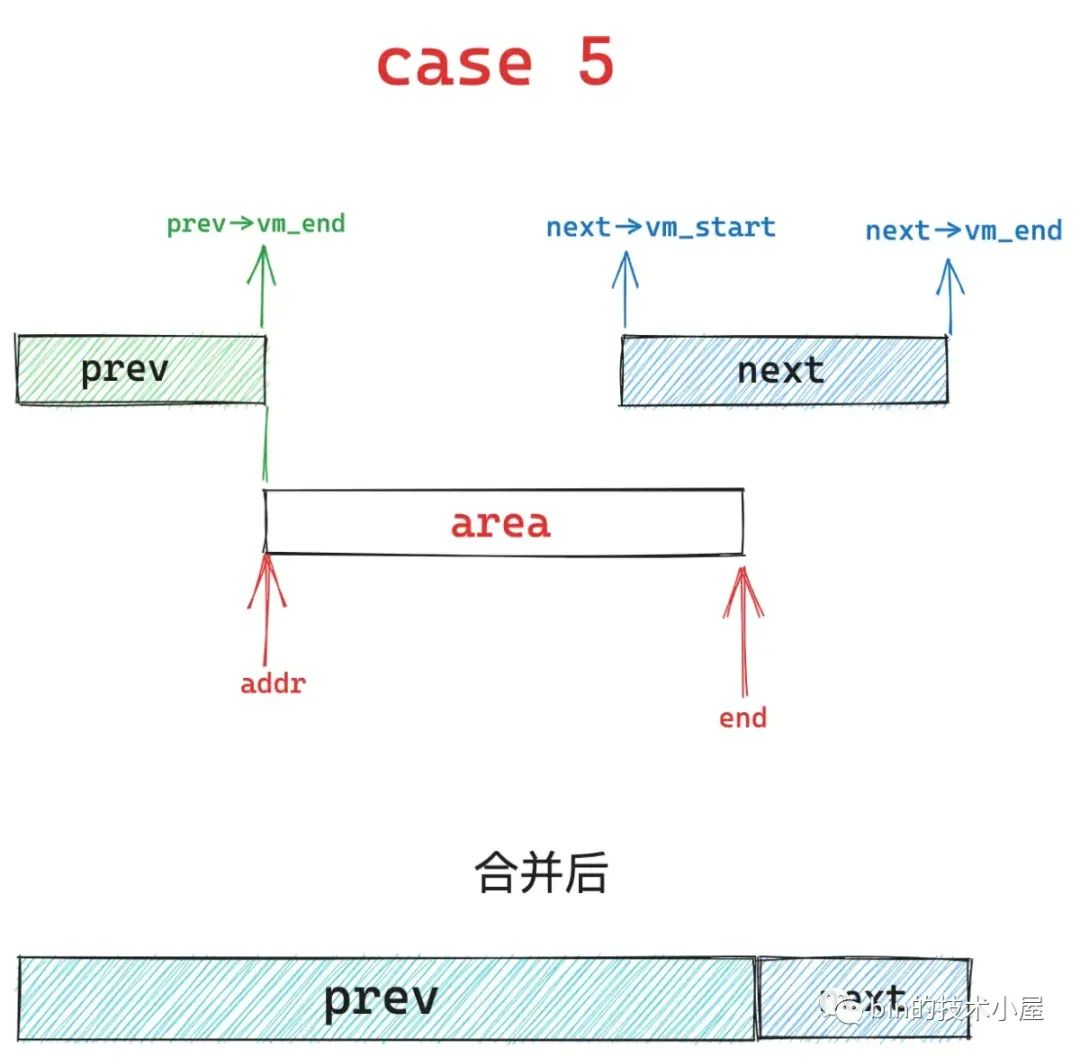 case 5
prev→vm_end
next→vm_start
next→vm_end
prev
next
area
addr
end
合并后
prev
next
bin的技术小屋